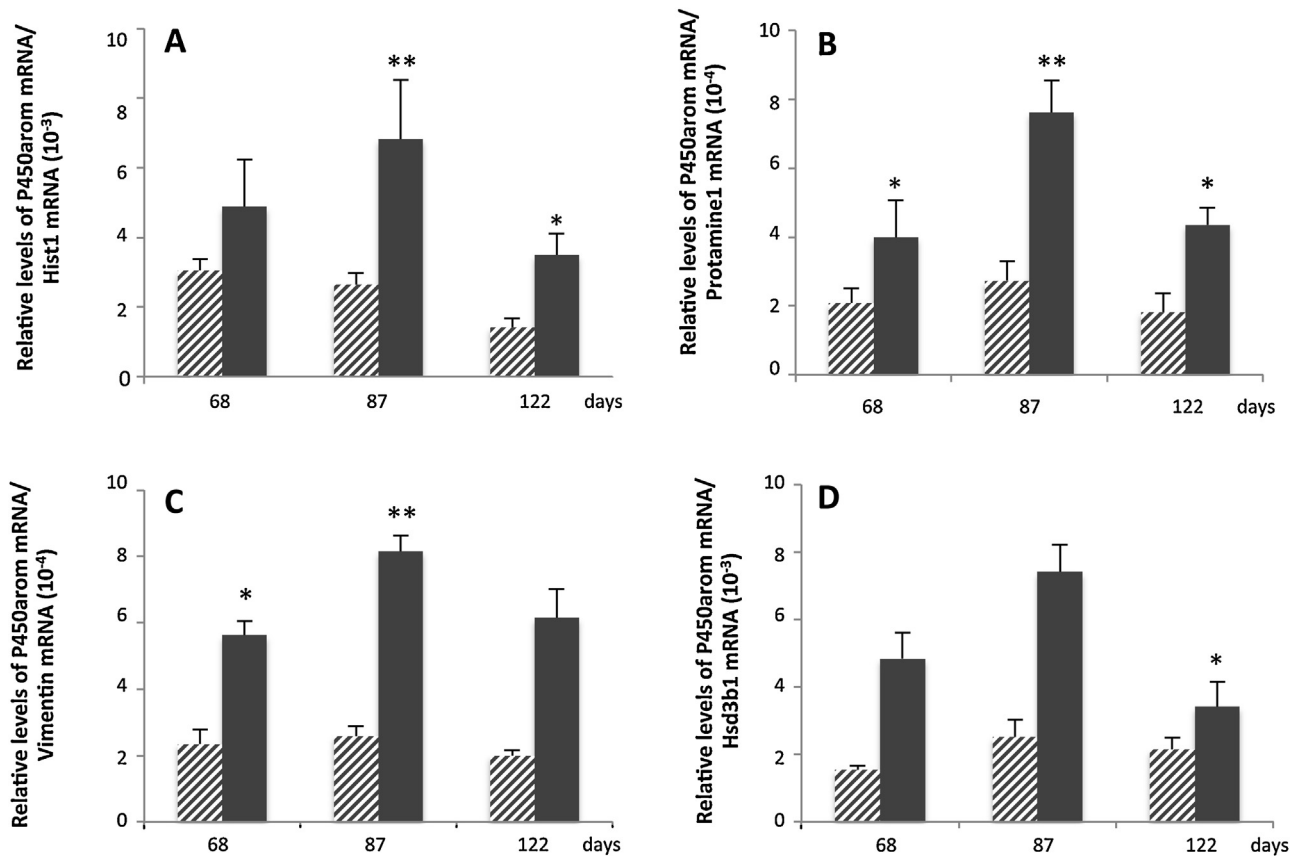 A
Relative levels of P450arom mRNA/
Hist1 mRNA (10-3)
10
8
6
4
2
0
**
*
68 87 122 days
B
Relative levels of P450arom mRNA/
Protamine1 mRNA (10-4)
10
8
6
4
2
0
*
**
*
68 87 122 days
C
Relative levels of P450arom mRNA/
Vimentin mRNA (10-4)
10
8
6
4
2
0
*
**
68 87 122 days
D
Relative levels of P450arom mRNA/
Hsd3b1 mRNA (10-3)
10
8
6
4
2
0
*
68 87 122 days